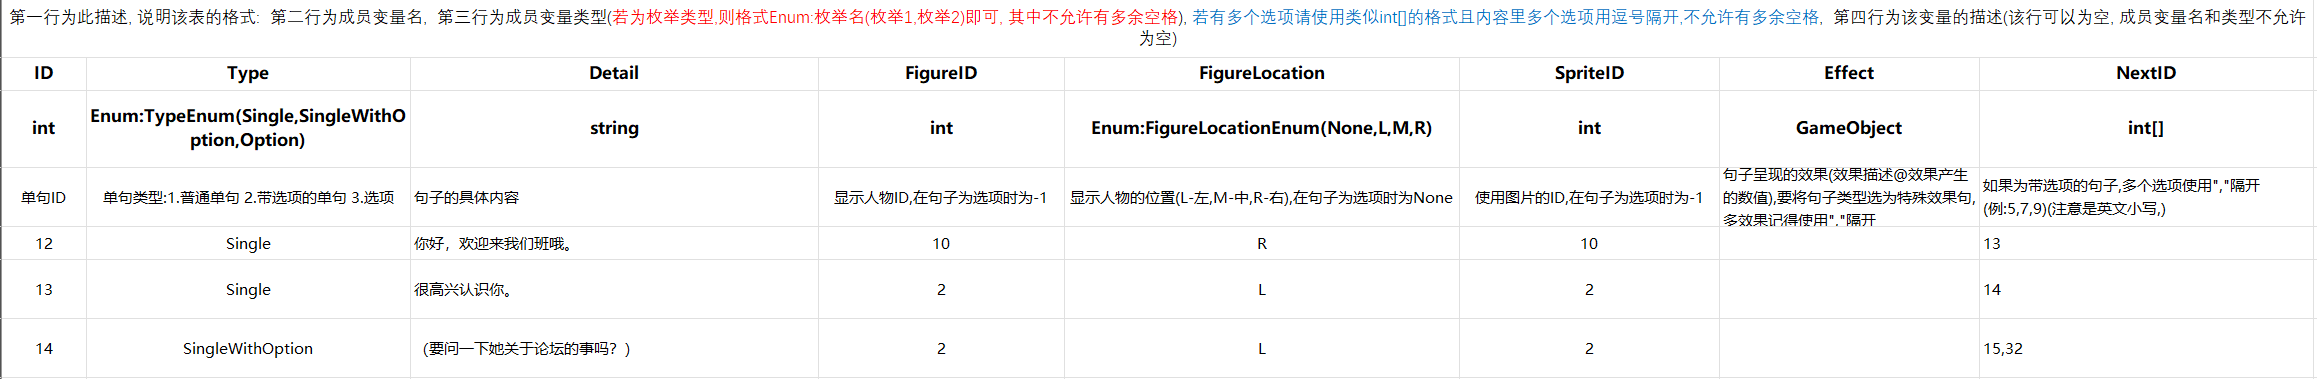 第一行为此描述, 说明该表的格式:  第二行为成员变量名,  第三行为成员变量类型(若为枚举类型,则格式Enum:枚举名(枚举1,枚举2)即可, 其中不允许有多余空格), 若有多个选项请使用类似int[]的格式且内容里多个选项用逗号隔开,不允许有多余空格,  第四行为该变量的描述(该行可以为空, 成员变量名和类型不允许
为空)
ID Type Detail FigureID FigureLocation SpriteID Effect NextID
int Enum:TypeEnum(Single,SingleWithO
ption,Option) string int Enum:FigureLocationEnum(None,L,M,R) int GameObject int[]
单句ID 单句类型:1.普通单句 2.带选项的单句 3.选项 句子的具体内容 显示人物ID,在句子为选项时为-1 显示人物的位置(L-左,M-中,R-右),在句子为选项时为None 使用图片的ID,在句子为选项时为-1 句子呈现的效果(效果描述@效果产生
的数值),要将句子类型选为特殊效果句,
多效果记得使用","隔开 如果为带选项的句子,多个选项使用","隔开
(例:5,7,9)(注意是英文小写,)
12 Single 你好，欢迎来我们班哦。 10 R 10 13
13 Single 很高兴认识你。 2 L 2 14
14 SingleWithOption （要问一下她关于论坛的事吗？） 2 L 2 15,32